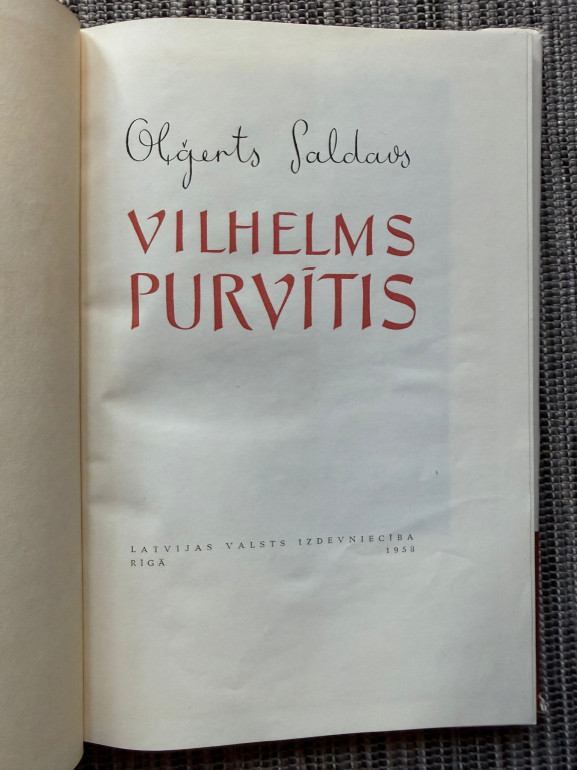 Oļģerts Saldavs
VILHELMS
PURVĪTIS
LATVIJAS VALSTS IZDEVNIECĪBA
RĪGĀ 1958